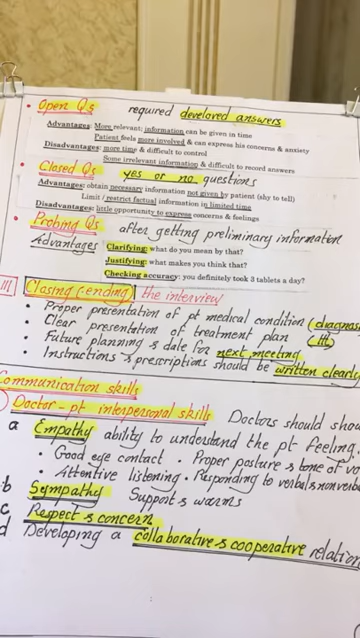 • Open Qs required develoved answers
Advantages: More relevant; information can be given in time
Patient feels more involved & can express his concerns & anxiety
Disadvantages: more time & difficult to control
Some irrelevant information & difficult to record answers
• Closed Qs yes or no questions
Advantages: obtain necessary information not given by patient (shy to tell)
Limit / restrict factual information in limited time
Disadvantages: little opportunity to express concerns & feelings
• Probing Qs after getting preliminary information
Advantages
Clarifying: what do you mean by that?
Justifying: what makes you think that?
Checking accuracy: you definitely took 3 tablets a day?
III Closing (ending) the interview
• Proper presentation of pt medical condition (diagnos
• Clear presentation of treatment plan (ttt)
• Future planning & date for next meeting
• Instructions & prescriptions should be written clearly
Communication skills
Doctor-pt interpersonal skills Doctors should show
a Empathy ability to understand the pt feeling.
• Good eye contact • Proper posture & tone of vo
• Attentive listening • Responding to verbal & nonverba
b Sympathy Support & warms
c Respect & concern
d Developing a collaborative & cooperative relation